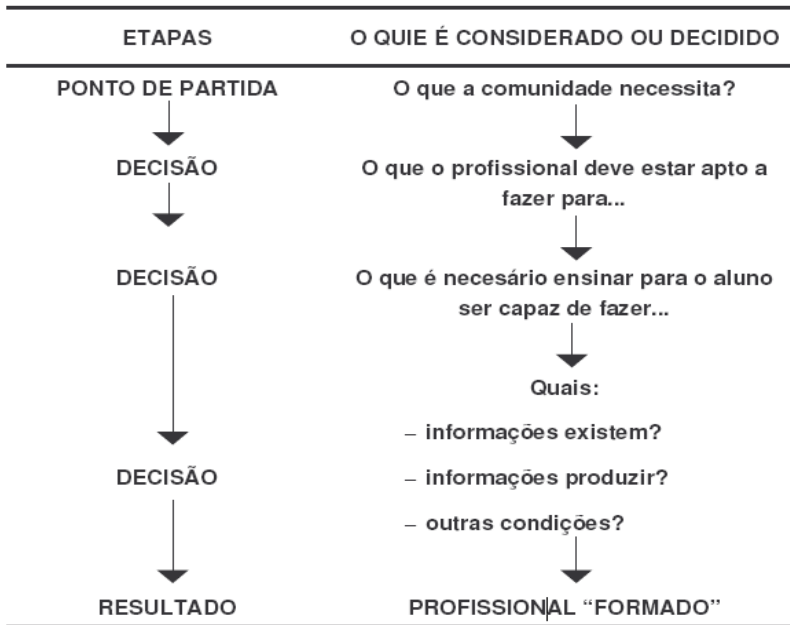 ETAPAS O QUIE É CONSIDERADO OU DECIDIDO
PONTO DE PARTIDA O que a comunidade necessita?
DECISÃO O que o profissional deve estar apto a
fazer para...
DECISÃO O que é necesário ensinar para o aluno
ser capaz de fazer...
Quais:
– informações existem?
DECISÃO – informações produzir?
– outras condições?
RESULTADO PROFISSIONAL “FORMADO”